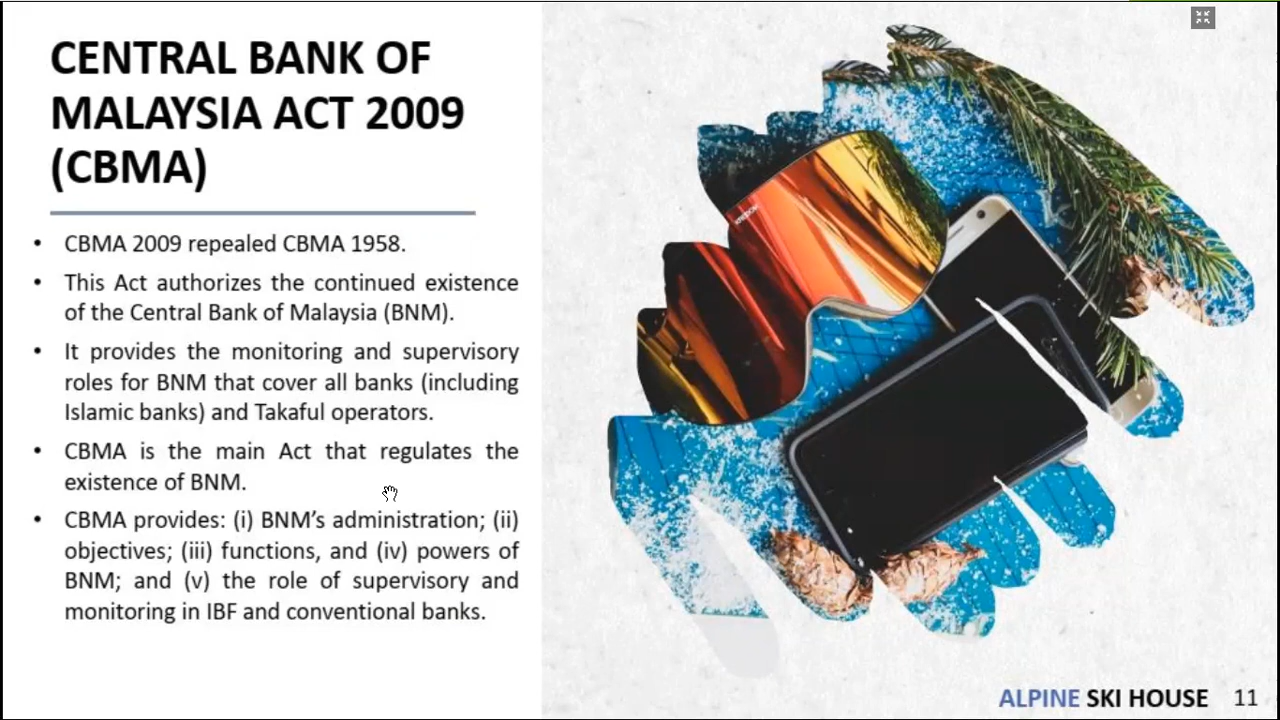 CENTRAL BANK OF
MALAYSIA ACT 2009
(CBMA)
• CBMA 2009 repealed CBMA 1958.
• This Act authorizes the continued existence
of the Central Bank of Malaysia (BNM).
• It provides the monitoring and supervisory
roles for BNM that cover all banks (including
Islamic banks) and Takaful operators.
• CBMA is the main Act that regulates the
existence of BNM.
• CBMA provides: (i) BNM’s administration; (ii)
objectives; (iii) functions, and (iv) powers of
BNM; and (v) the role of supervisory and
monitoring in IBF and conventional banks.
ALPINE SKI HOUSE 11